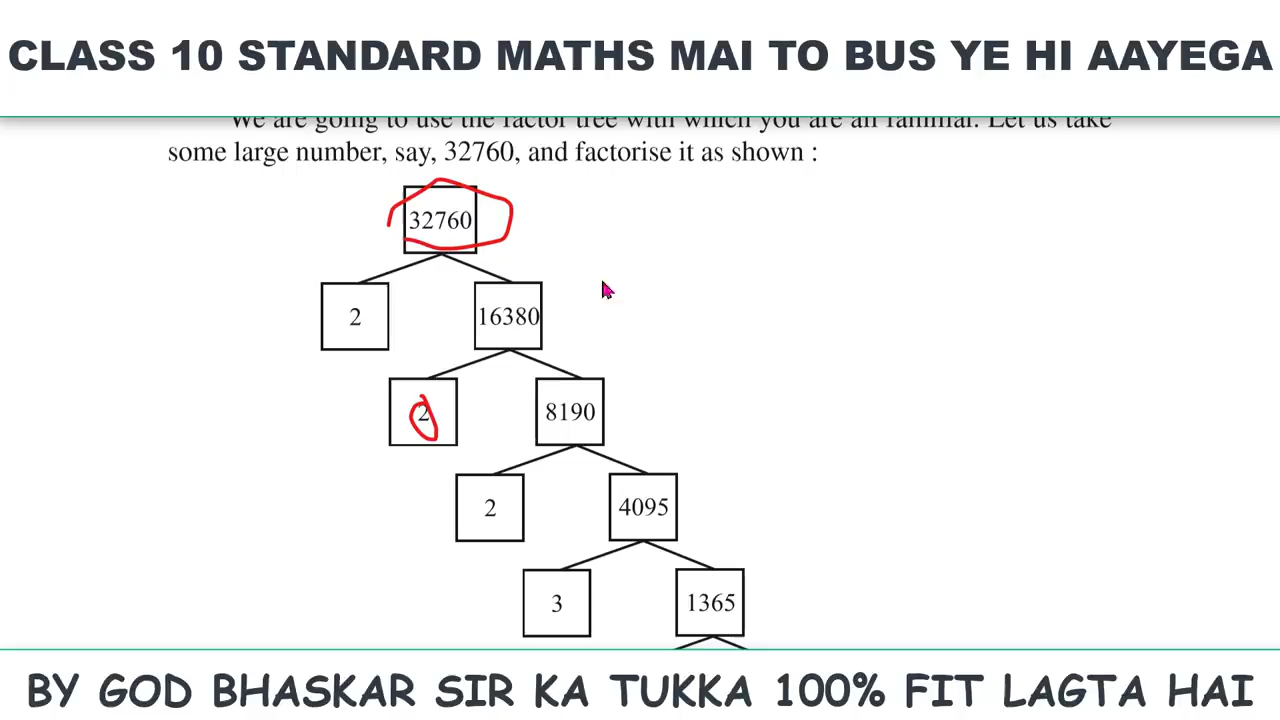 CLASS 10 STANDARD MATHS MAI TO BUS YE HI AAYEGA
We are going to use the factor tree with which you are all familiar. Let us take
some large number, say, 32760, and factorise it as shown :
32760
2 16380
2 8190
2 4095
3 1365
BY GOD BHASKAR SIR KA TUKKA 100% FIT LAGTA HAI